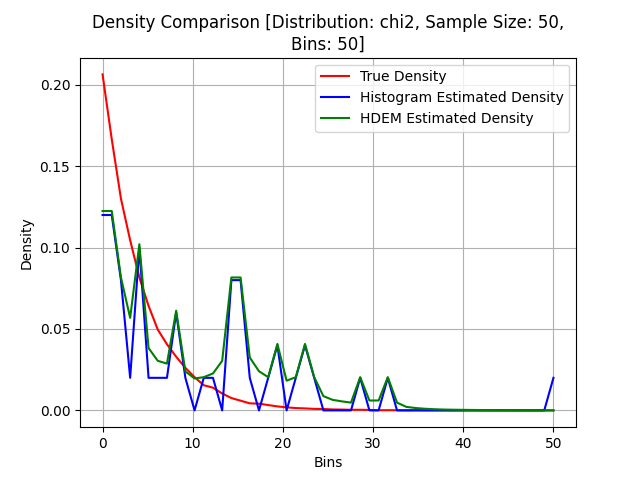 Density Comparison [Distribution: chi2, Sample Size: 50,
Bins: 50]
True Density
Histogram Estimated Density
HDEM Estimated Density
Density
0.20
0.15
0.10
0.05
0.00
0 10 20 30 40 50
Bins